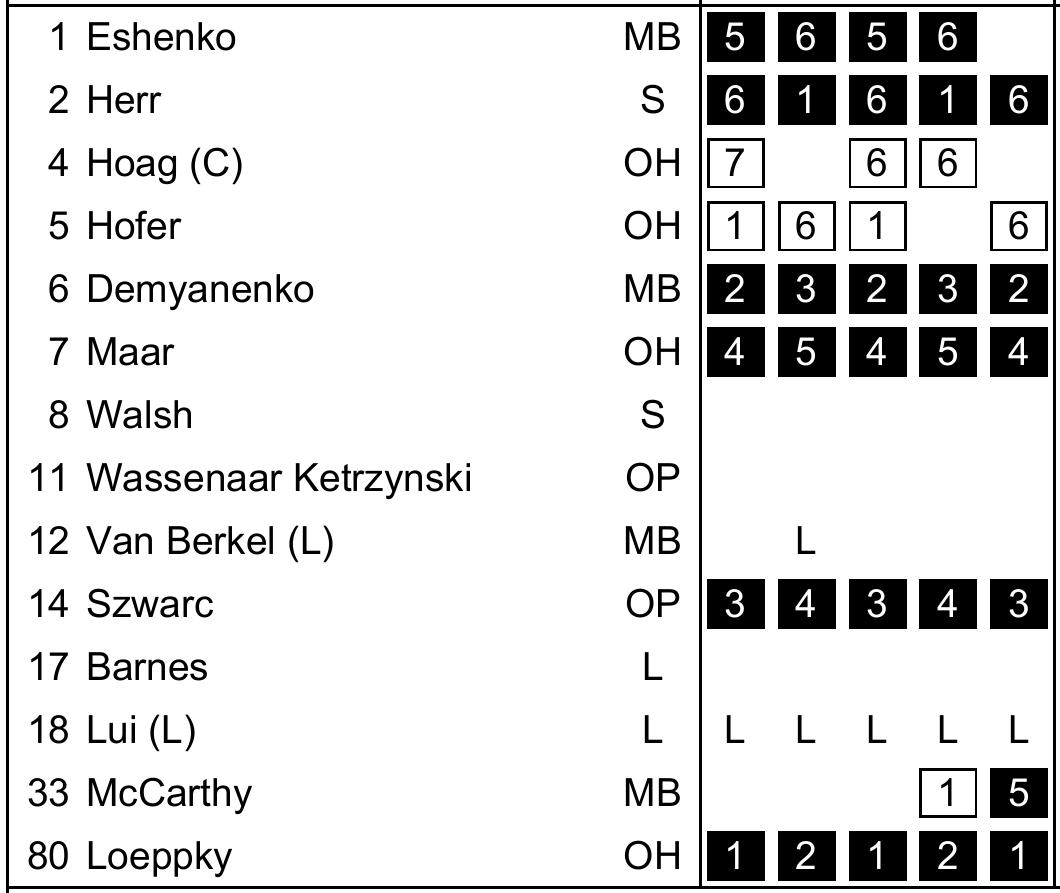 1 Eshenko MB 5 6 5 6
2 Herr S 6 1 6 1 6
4 Hoag (C) OH 7 6 6
5 Hofer OH 1 6 1 6
6 Demyanenko MB 2 3 2 3 2
7 Maar OH 4 5 4 5 4
8 Walsh S
11 Wassenaar Ketrzynski OP
12 Van Berkel (L) MB L
14 Szwarc OP 3 4 3 4 3
17 Barnes L
18 Lui (L) L L L L L L
33 McCarthy MB 1 5
80 Loeppky OH 1 2 1 2 1